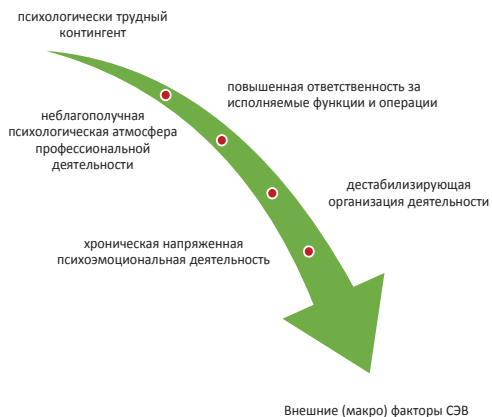 психологически трудный
контингент
повышенная ответственность за
исполняемые функции и операции
неблагополучная
психологическая атмосфера
профессиональной
деятельности
дестабилизирующая
организация деятельности
хроническая напряженная
психоэмоциональная деятельность
Внешние (макро) факторы СЭВ